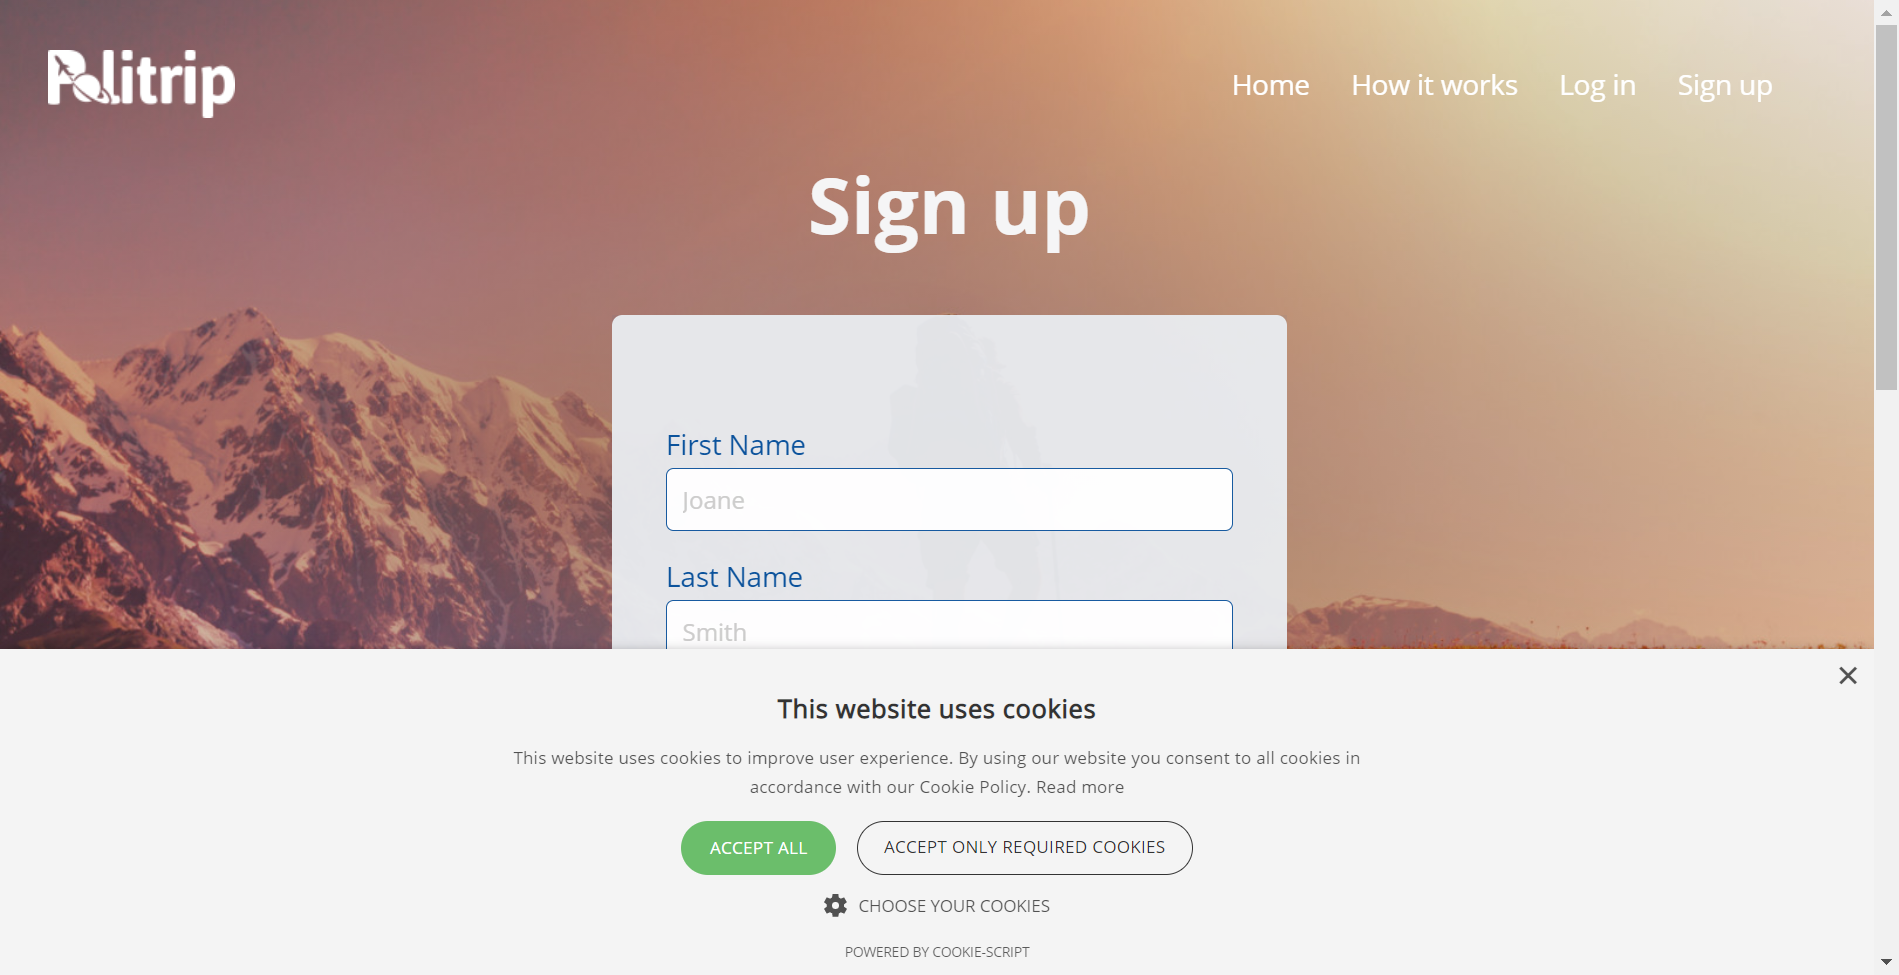 Politrip
Home How it works Log in Sign up
Sign up
First Name
Joane
Last Name
Smith
This website uses cookies
This website uses cookies to improve user experience. By using our website you consent to all cookies in
accordance with our Cookie Policy. Read more
ACCEPT ALL ACCEPT ONLY REQUIRED COOKIES
CHOOSE YOUR COOKIES
POWERED BY COOKIE-SCRIPT